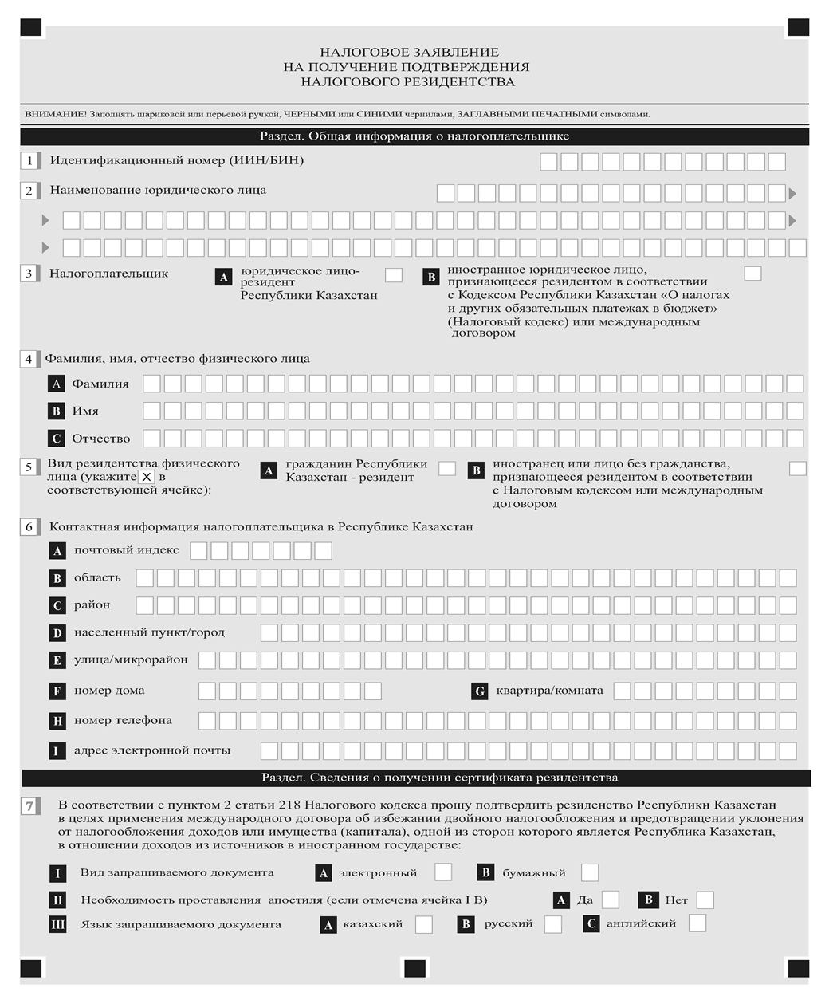 НАЛОГОВОЕ ЗАЯВЛЕНИЕ
НА ПОЛУЧЕНИЕ ПОДТВЕРЖДЕНИЯ
НАЛОГОВОГО РЕЗИДЕНТСТВА
ВНИМАНИЕ! Заполнять шариковой или перьевой ручкой, ЧЕРНЫМИ или СИНИМИ чернилами, ЗАГЛАВНЫМИ ПЕЧАТНЫМИ символами.
Раздел. Общая информация о налогоплательщике
1 Идентификационный номер (ИИН/БИН)
2 Наименование юридического лица
3 Налогоплательщик
A юридическое лицо-
резидент
Республики Казахстан
B иностранное юридическое лицо,
признающееся резидентом в соответствии
с Кодексом Республики Казахстан «О налогах
и других обязательных платежах в бюджет»
(Налоговый кодекс) или международным
договором
4 Фамилия, имя, отчество физического лица
A Фамилия
B Имя
C Отчество
5 Вид резидентства физического
лица (укажите X в
соответствующей ячейке):
A гражданин Республики
Казахстан - резидент
B иностранец или лицо без гражданства,
признающееся резидентом в соответствии
с Налоговым кодексом или международным
договором
6 Контактная информация налогоплательщика в Республике Казахстан
A почтовый индекс
B область
C район
D населенный пункт/город
E улица/микрорайон
F номер дома G квартира/комната
H номер телефона
I адрес электронной почты
Раздел. Сведения о получении сертификата резидентства
7 В соответствии с пунктом 2 статьи 218 Налогового кодекса прошу подтвердить резиденство Республики Казахстан
в целях применения международного договора об избежании двойного налогообложения и предотвращении уклонения
от налогообложения доходов или имущества (капитала), одной из сторон которого является Республика Казахстан,
в отношении доходов из источников в иностранном государстве:
I Вид запрашиваемого документа A электронный B бумажный
II Необходимость проставления апостиля (если отмечена ячейка I B) A Да B Нет
III Язык запрашиваемого документа A казахский B русский C английский